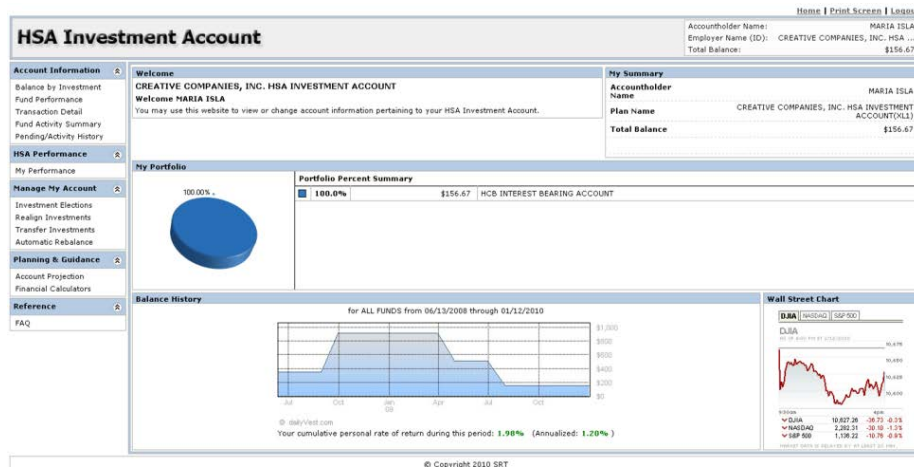 Home | Print Screen | Logou
HSA Investment Account
Accountholder Name: MARIA ISLA
Employer Name (ID): CREATIVE COMPANIES, INC. HSA ...
Total Balance: $156.67
Account Information
Balance by Investment
Fund Performance
Transaction Detail
Fund Activity Summary
Pending/Activity History
HSA Performance
My Performance
Manage My Account
Investment Elections
Realign Investments
Transfer Investments
Automatic Rebalance
Planning & Guidance
Account Projection
Financial Calculators
Reference
FAQ
Welcome
CREATIVE COMPANIES, INC. HSA INVESTMENT ACCOUNT
Welcome MARIA ISLA
You may use this website to view or change account information pertaining to your HSA Investment Account.
My Summary
Accountholder Name MARIA ISLA
Plan Name CREATIVE COMPANIES, INC. HSA INVESTMENT ACCOUNT(XL1)
Total Balance $156.67
My Portfolio
100.00%
Portfolio Percent Summary
100.0% $156.67 HCB INTEREST BEARING ACCOUNT
Balance History
for ALL FUNDS from 06/13/2008 through 01/12/2010
$1,000
$800
$600
$400
$200
$0
Jul Oct Jan Apr Jul Oct
09
© dailyVest.com
Your cumulative personal rate of return during this period: 1.98% (Annualized: 1.20% )
Wall Street Chart
DJIA NASDAQ S&P 500
DJIA
DJIA 10,627.26 -36.73 -0.3%
NASDAQ 2,282.31 -30.10 -1.3%
S&P 500 1,136.22 -10.76 -0.9%
© Copyright 2010 SRT